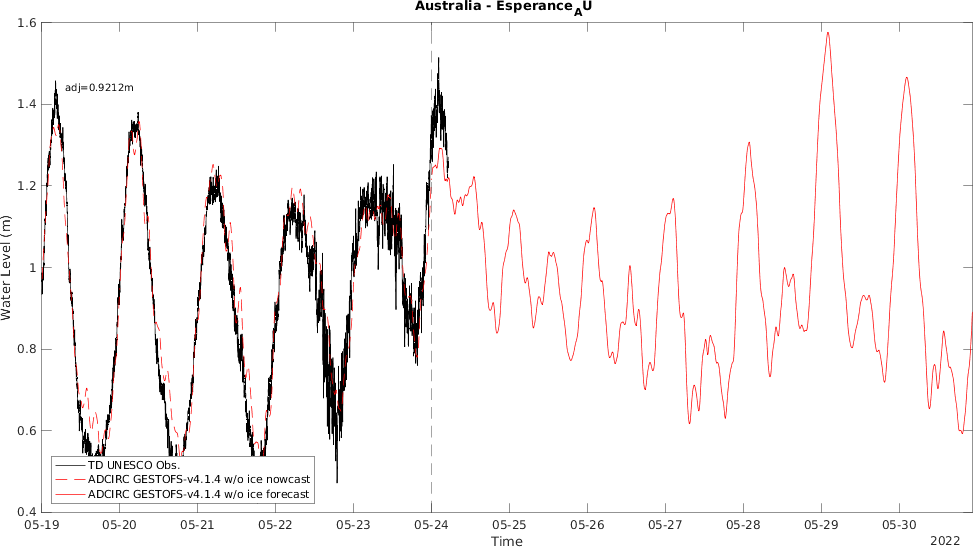 Australia - Esperance_AU
1.6
adj=0.9212m
1.4
1.2
1
0.8
0.6
0.4
Water Level (m)
TD UNESCO Obs.
ADCIRC GESTOFS-v4.1.4 w/o ice nowcast
ADCIRC GESTOFS-v4.1.4 w/o ice forecast
05-19 05-20 05-21 05-22 05-23 05-24 05-25 05-26 05-27 05-28 05-29 05-30
Time
2022